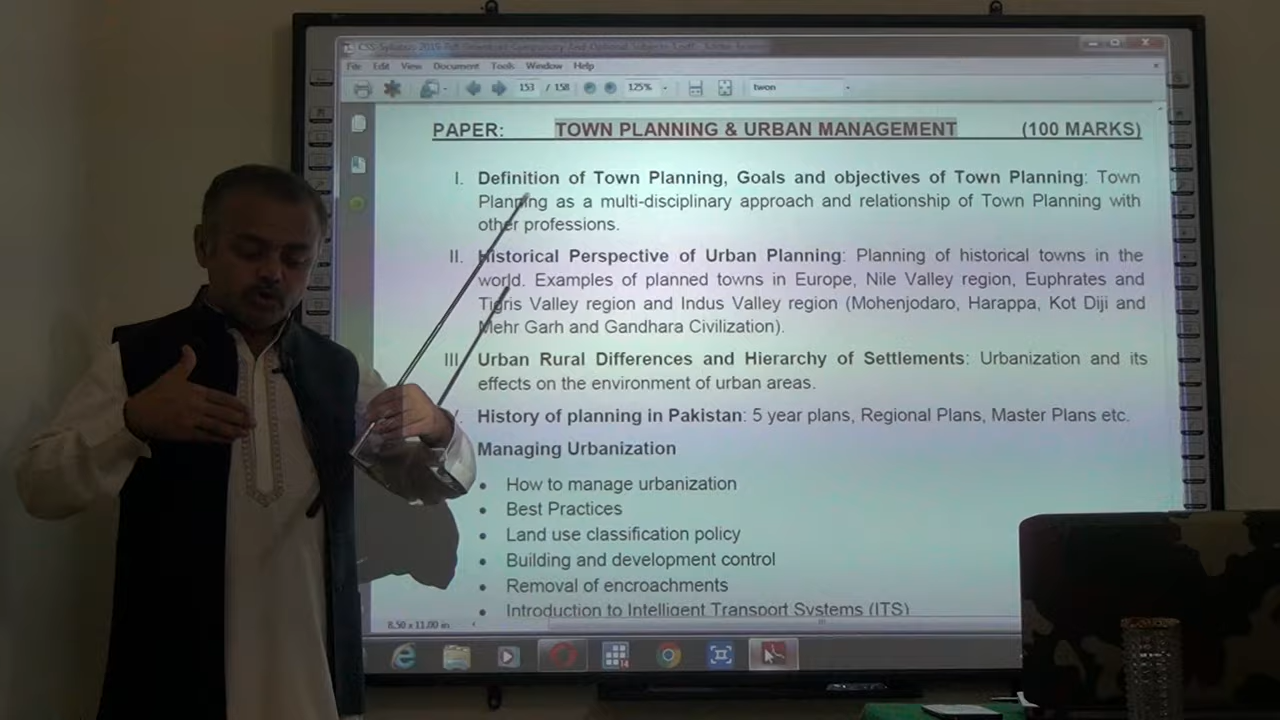 CSS-Syllabus 2016
File Edit View Document Tools Window Help
153 / 158 125% twon
PAPER: TOWN PLANNING & URBAN MANAGEMENT (100 MARKS)
I. Definition of Town Planning, Goals and objectives of Town Planning: Town
Planning as a multi-disciplinary approach and relationship of Town Planning with
other professions.
II. Historical Perspective of Urban Planning: Planning of historical towns in the
world. Examples of planned towns in Europe, Nile Valley region, Euphrates and
Tigris Valley region and Indus Valley region (Mohenjodaro, Harappa, Kot Diji and
Mehr Garh and Gandhara Civilization).
III. Urban Rural Differences and Hierarchy of Settlements: Urbanization and its
effects on the environment of urban areas.
History of planning in Pakistan: 5 year plans, Regional Plans, Master Plans etc.
Managing Urbanization
• How to manage urbanization
• Best Practices
• Land use classification policy
• Building and development control
• Removal of encroachments
• Introduction to Intelligent Transport Systems (ITS)
8.50 x 11.00 in
14